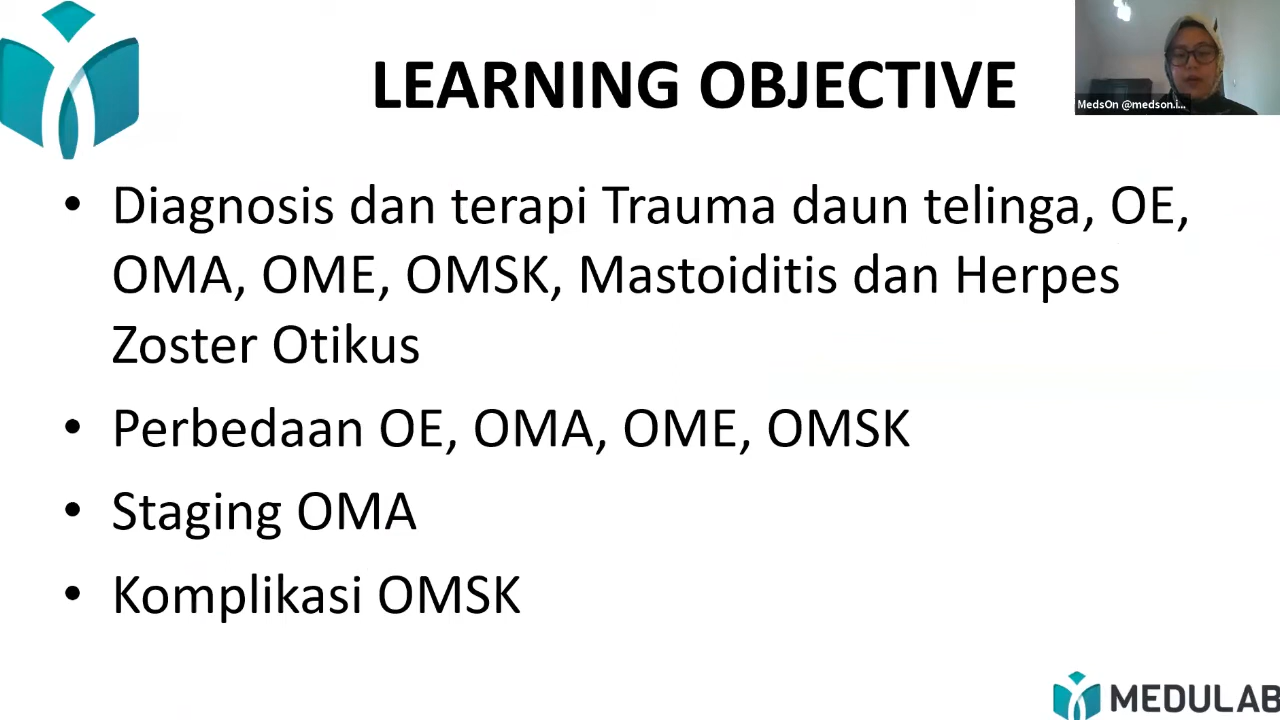 LEARNING OBJECTIVE
MedsOn @medson.i...
• Diagnosis dan terapi Trauma daun telinga, OE,
OMA, OME, OMSK, Mastoiditis dan Herpes
Zoster Otikus
• Perbedaan OE, OMA, OME, OMSK
• Staging OMA
• Komplikasi OMSK
MEDULAB